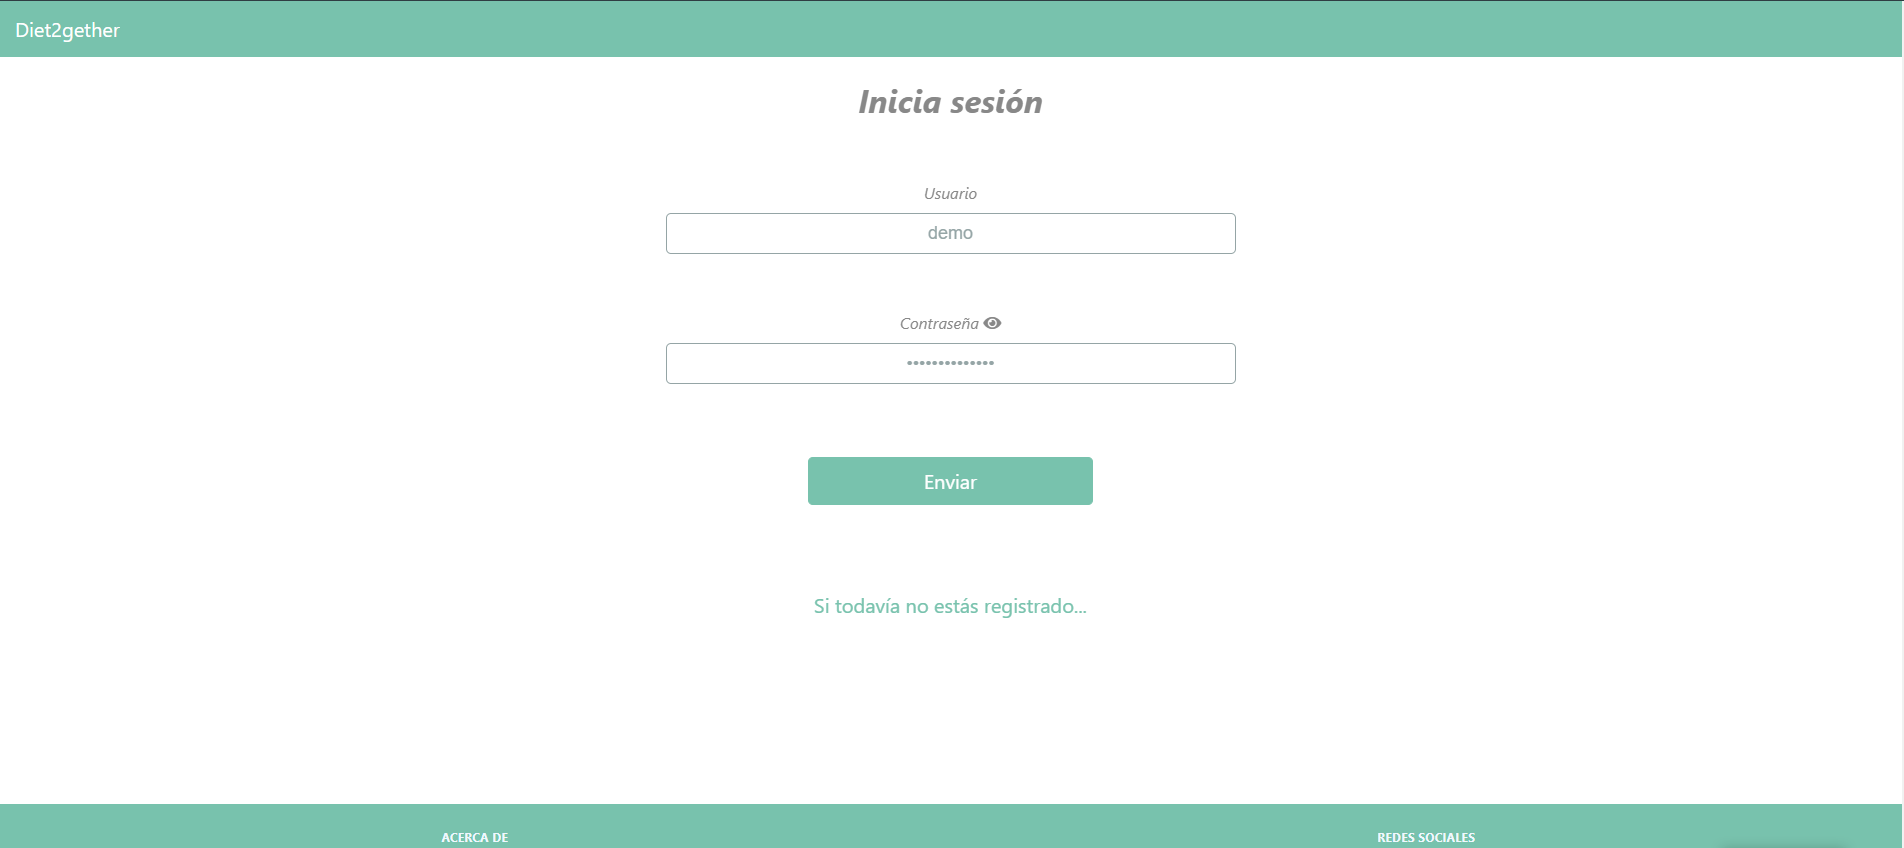 Diet2gether
Inicia sesión
Usuario
demo
Contraseña
••••••••••••••
Enviar
Si todavía no estás registrado...
ACERCA DE
REDES SOCIALES